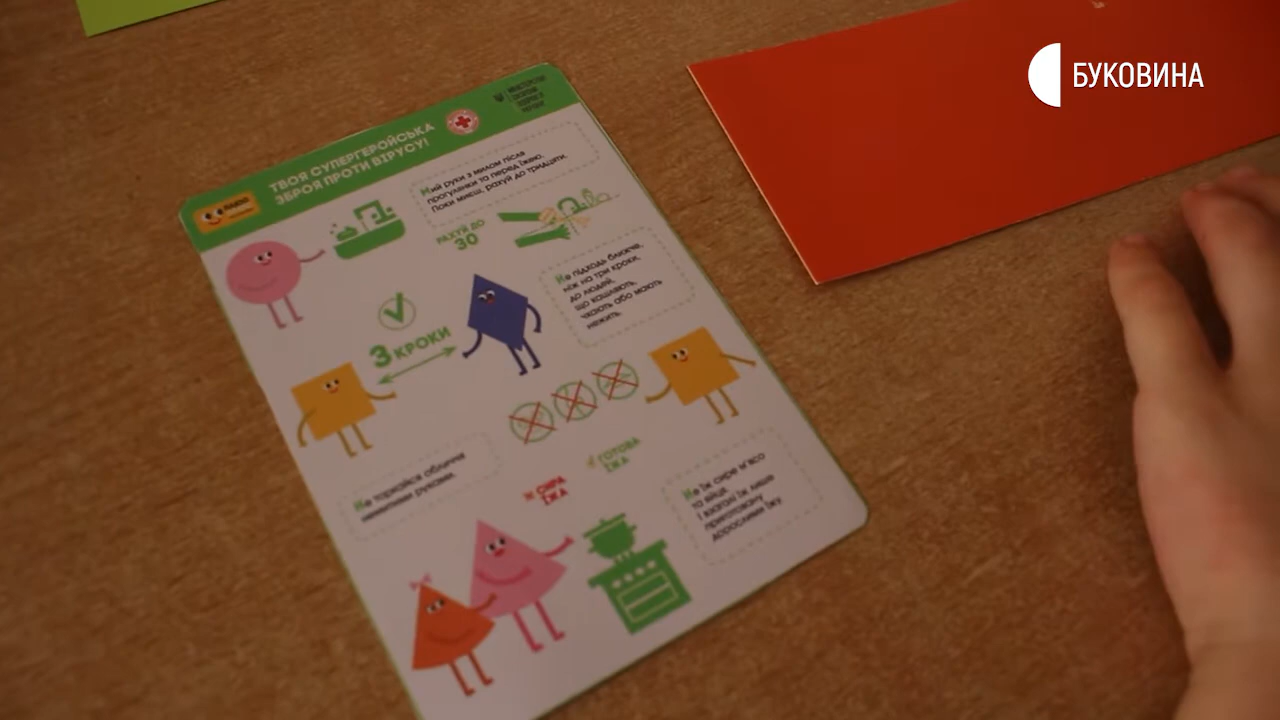 БУКОВИНА
ТВОЯ СУПЕРГЕРОЙСЬКА
ЗБРОЯ ПРОТИ ВІРУСУ!
Мий руки з милом після
прогулянки та перед їжею.
Поки миєш, рахуй до тридцяти.
РАХУЙ ДО
30
Не підходь ближче,
ніж на три кроки,
до людей,
що кашляють,
чхають або мають
нежить.
3 КРОКИ
Не торкайся обличчя
немитими руками.
СИРА
ЇЖА
ГОТОВА
ЇЖА
Не їж сире м'ясо
та яйця.
І взагалі їж лише
приготовану
дорослими їжу